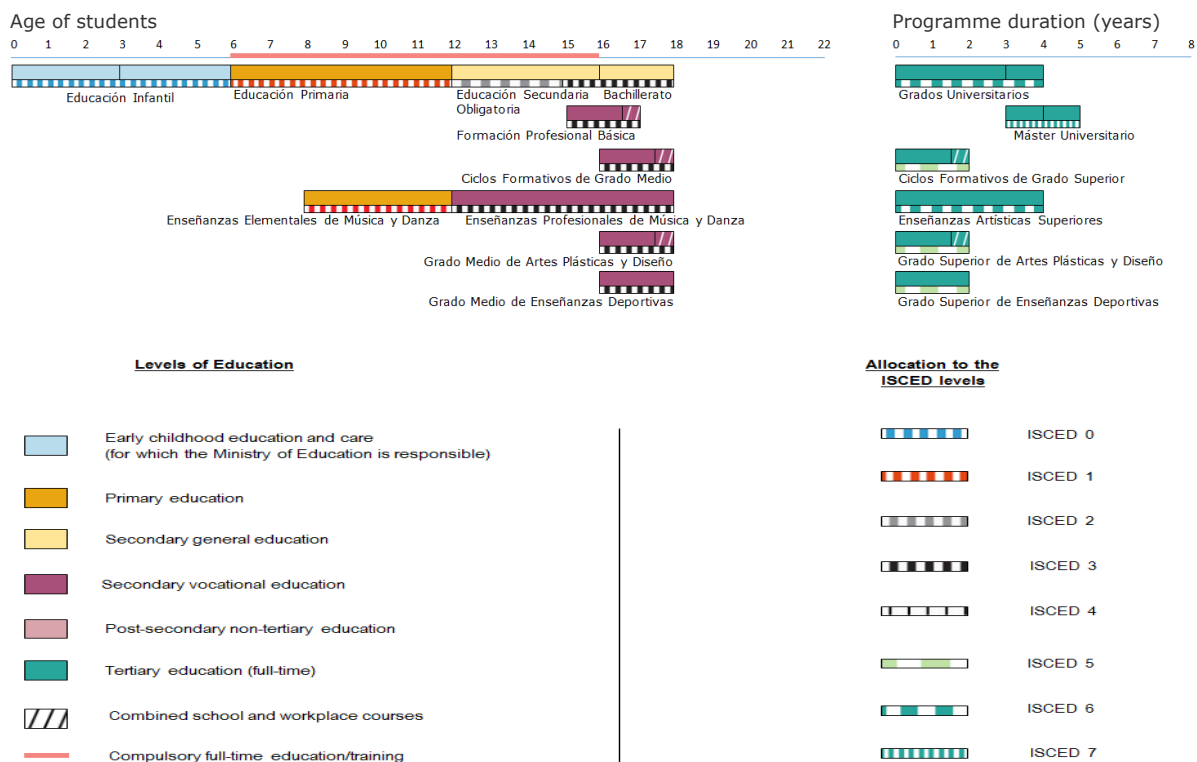 Age of students
Programme duration (years)
0 1 2 3 4 5 6 7 8 9 10 11 12 13 14 15 16 17 18 19 20 21 22
0 1 2 3 4 5 6 7 8
Educación Infantil
Educación Primaria
Educación Secundaria
Obligatoria
Bachillerato
Grados Universitarios
Formación Profesional Básica
Máster Universitario
Ciclos Formativos de Grado Medio
Ciclos Formativos de Grado Superior
Enseñanzas Elementales de Música y Danza
Enseñanzas Profesionales de Música y Danza
Enseñanzas Artísticas Superiores
Grado Medio de Artes Plásticas y Diseño
Grado Superior de Artes Plásticas y Diseño
Grado Medio de Enseñanzas Deportivas
Grado Superior de Enseñanzas Deportivas
Levels of Education
Early childhood education and care
(for which the Ministry of Education is responsible)
Primary education
Secondary general education
Secondary vocational education
Post-secondary non-tertiary education
Tertiary education (full-time)
Combined school and workplace courses
Compulsory full-time education/training
Allocation to the
ISCED levels
ISCED 0
ISCED 1
ISCED 2
ISCED 3
ISCED 4
ISCED 5
ISCED 6
ISCED 7